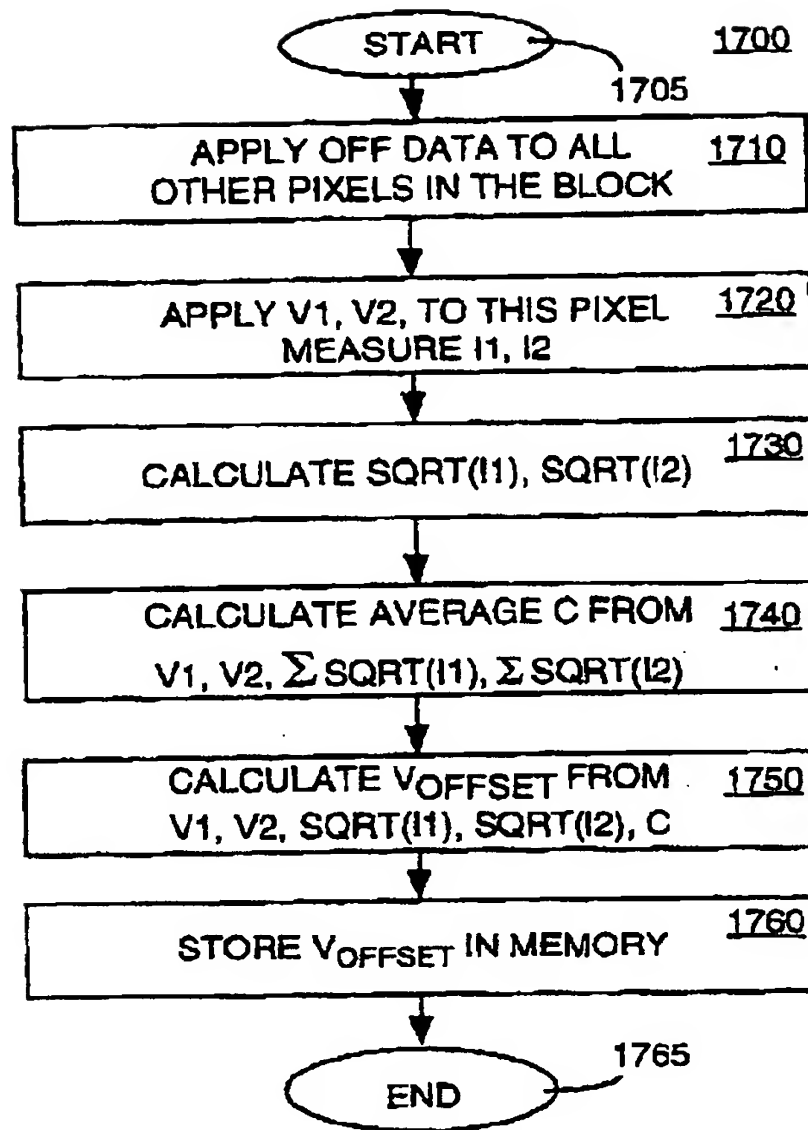 START
1700
1705
APPLY OFF DATA TO ALL
OTHER PIXELS IN THE BLOCK
1710
APPLY V1, V2, TO THIS PIXEL
MEASURE I1, I2
1720
CALCULATE SQRT(I1), SQRT(I2)
1730
CALCULATE AVERAGE C FROM
V1, V2, Σ SQRT(I1), Σ SQRT(I2)
1740
CALCULATE VOFFSET FROM
V1, V2, SQRT(I1), SQRT(I2), C
1750
STORE VOFFSET IN MEMORY
1760
END
1765